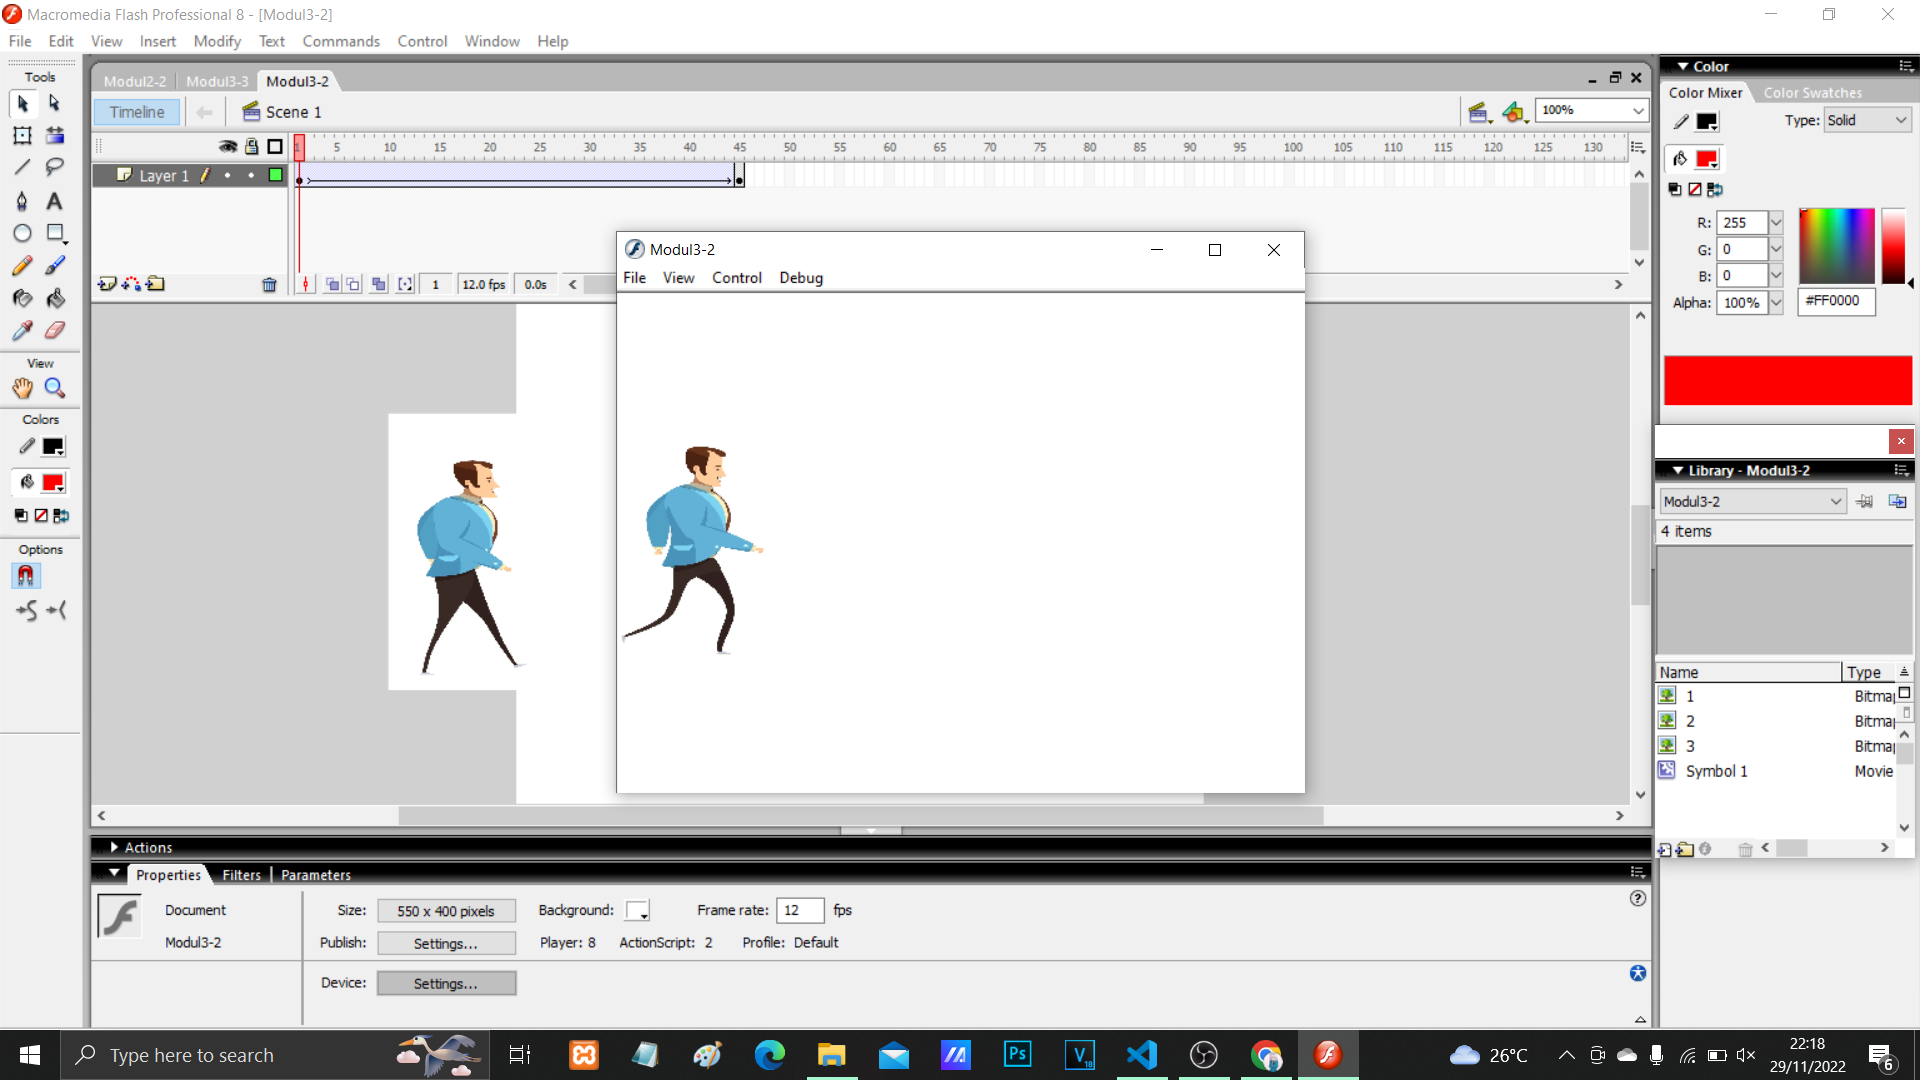 Macromedia Flash Professional 8 - [Modul3-2]
File Edit View Insert Modify Text Commands Control Window Help
Tools
Modul2-2 Modul3-3 Modul3-2
Timeline Scene 1 100%
1 5 10 15 20 25 30 35 40 45 50 55 60 65 70 75 80 85 90 95 100 105 110 115 120 125 130
Layer 1
1 12.0 fps 0.0s
View
Colors
Options
Modul3-2
File View Control Debug
Color
Color Mixer Color Swatches
Type: Solid
R: 255
G: 0
B: 0
Alpha: 100% #FF0000
Library - Modul3-2
Modul3-2
4 items
Name Type
1 Bitmap
2 Bitmap
3 Bitmap
Symbol 1 Movie
Actions
Properties Filters Parameters
Document Size: 550 x 400 pixels Background: Frame rate: 12 fps
Modul3-2 Publish: Settings... Player: 8 ActionScript: 2 Profile: Default
Device: Settings...
Type here to search
Ps
V
18
26°C
22:18
29/11/2022
6